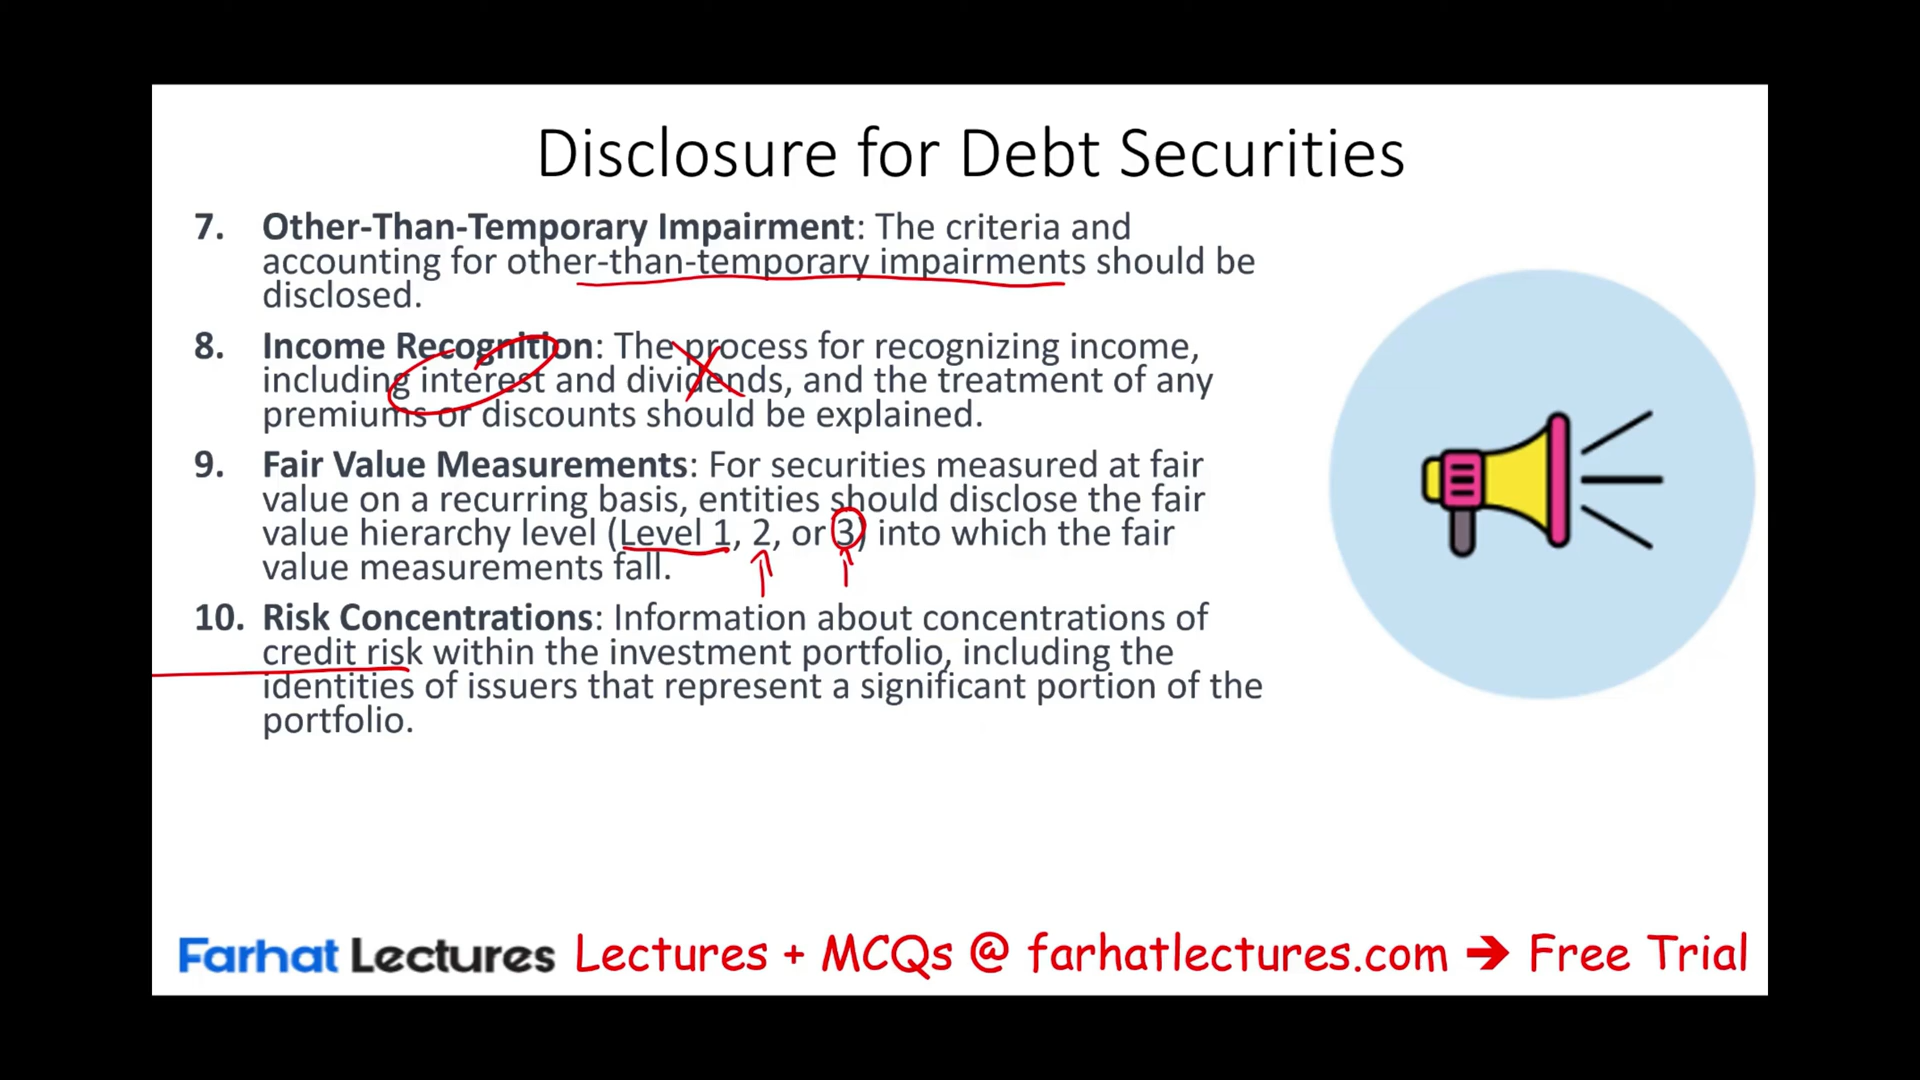 Disclosure for Debt Securities
7. Other-Than-Temporary Impairment: The criteria and
accounting for other-than-temporary impairments should be
disclosed.
8. Income Recognition: The process for recognizing income,
including interest and dividends, and the treatment of any
premiums or discounts should be explained.
9. Fair Value Measurements: For securities measured at fair
value on a recurring basis, entities should disclose the fair
value hierarchy level (Level 1, 2, or 3) into which the fair
value measurements fall.
10. Risk Concentrations: Information about concentrations of
credit risk within the investment portfolio, including the
identities of issuers that represent a significant portion of the
portfolio.
Farhat Lectures Lectures + MCQs @ farhatlectures.com → Free Trial